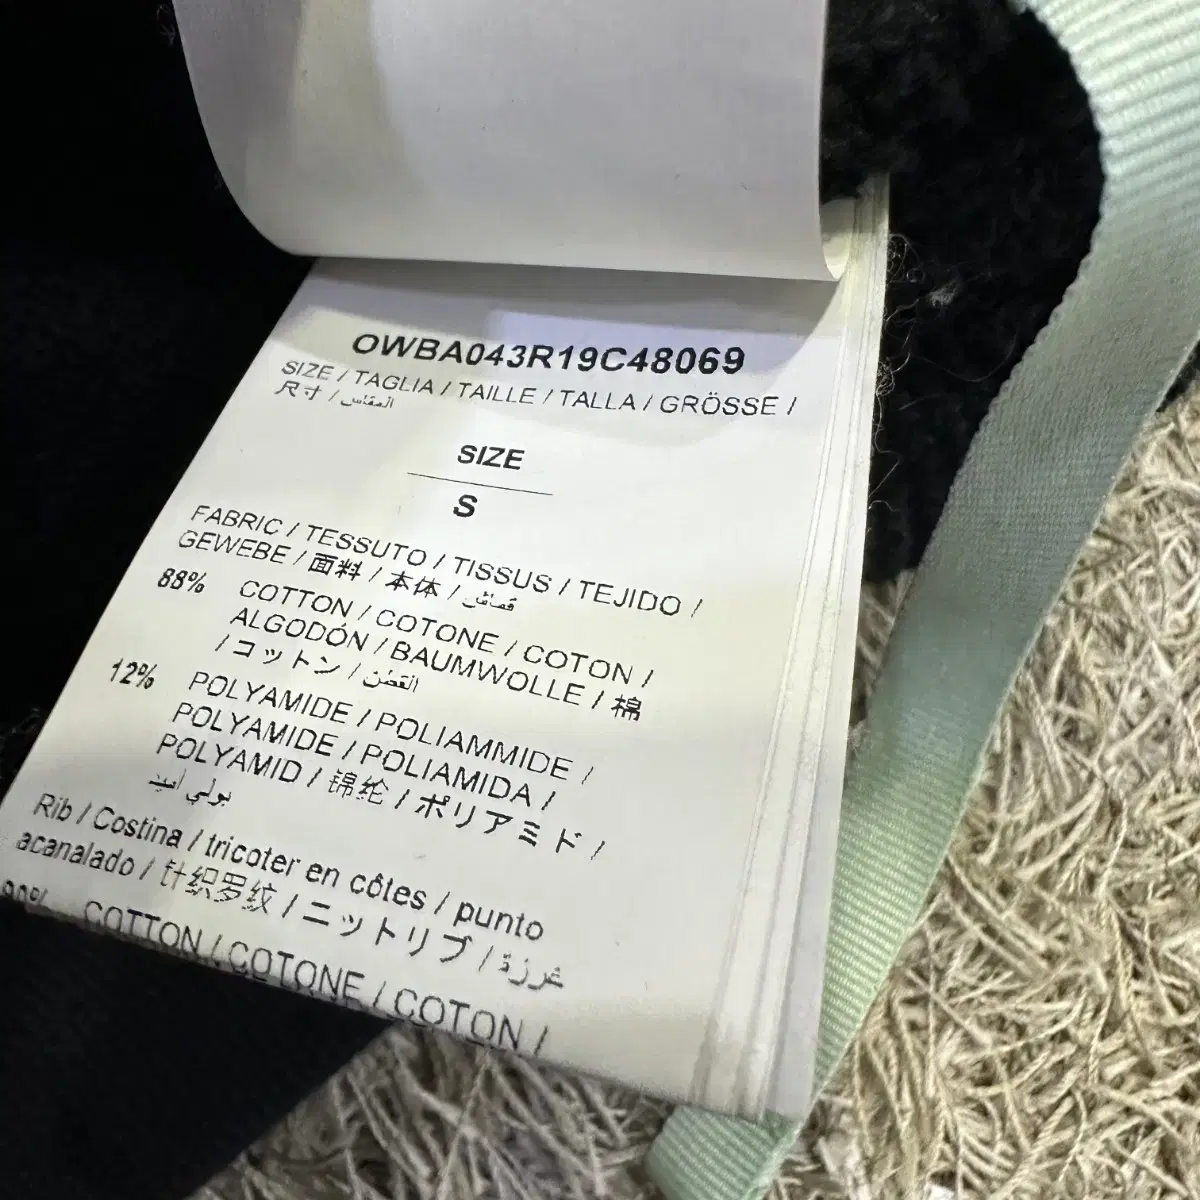 OWBA043R19C48069
SIZE / TAGLIA / TAILLE / TALLA / GRÖSSE /
尺寸 / المقاس
SIZE
S
FABRIC / TESSUTO / TISSUS / TEJIDO /
GEWEBE / 面料 / 本体 / قماش
88% COTTON / COTONE / COTON /
ALGODÓN / BAUMWOLLE / 棉
/ コットン / القطن
12% POLYAMIDE / POLIAMMIDE /
POLYAMIDE / POLIAMIDA /
POLYAMID / 锦纶 / ポリアミド /
بولي أميد
Rib / Costina / tricoter en côtes / punto
acanalado / 针织罗纹 / ニットリブ / غرزة
COTTON / COTONE / COTON /